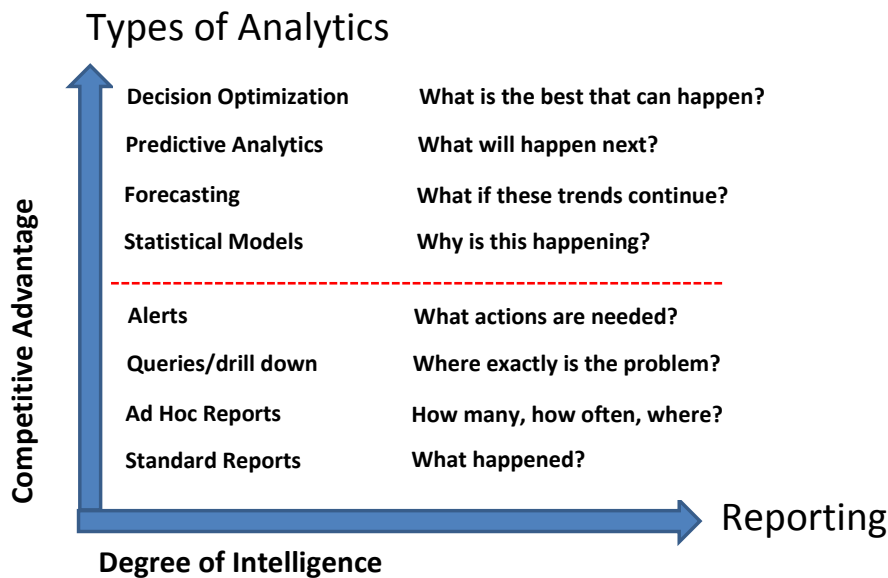 Types of Analytics
Decision Optimization What is the best that can happen?
Predictive Analytics What will happen next?
Forecasting What if these trends continue?
Statistical Models Why is this happening?
Alerts What actions are needed?
Queries/drill down Where exactly is the problem?
Ad Hoc Reports How many, how often, where?
Standard Reports What happened?
Competitive Advantage
Reporting
Degree of Intelligence